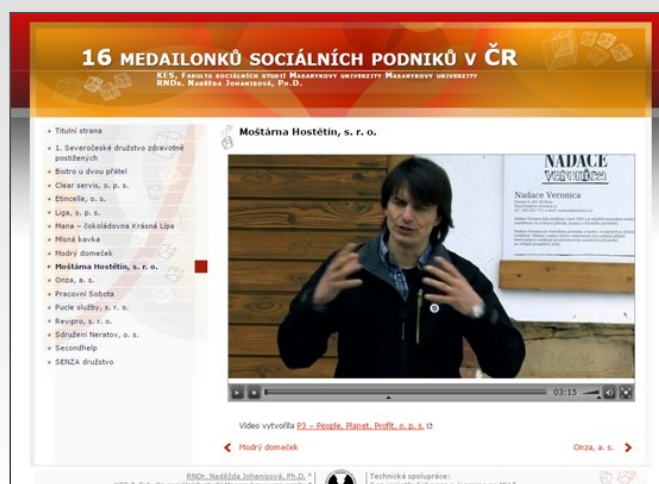 16 MEDAILONKŮ SOCIÁLNÍCH PODNIKŮ V ČR
KES, FAKULTA SOCIÁLNÍCH STUDIÍ MASARYKOVY UNIVERZITY MASARYKOVY UNIVERZITY
RNDR. NADĚŽDA JOHANISOVÁ, PH.D.
Titulní strana
1. Severočeské družstvo zdravotně
postižených
Bistro u dvou přátel
Clear servis, o. p. s.
Etincelle, o. s.
Liga, o. p. s.
Mana – čokoládovna Krásná Lípa
Mlsná kavka
Modrý domeček
Moštárna Hostětín, s. r. o.
Onza, a. s.
Pracovní Sobota
Pucle služby, s. r. o.
Revipro, s. r. o.
Sdružení Neratov, o. s.
Secondhelp
SENZA družstvo
Moštárna Hostětín, s. r. o.
NADACE
VERONICA
Nadace Veronica
03:15
Video vytvořila P3 – People, Planet, Profit, o. p. s.
Modrý domeček
Onza, a. s.
RNDr. Naděžda Johanisová, Ph.D.
Technická spolupráce: